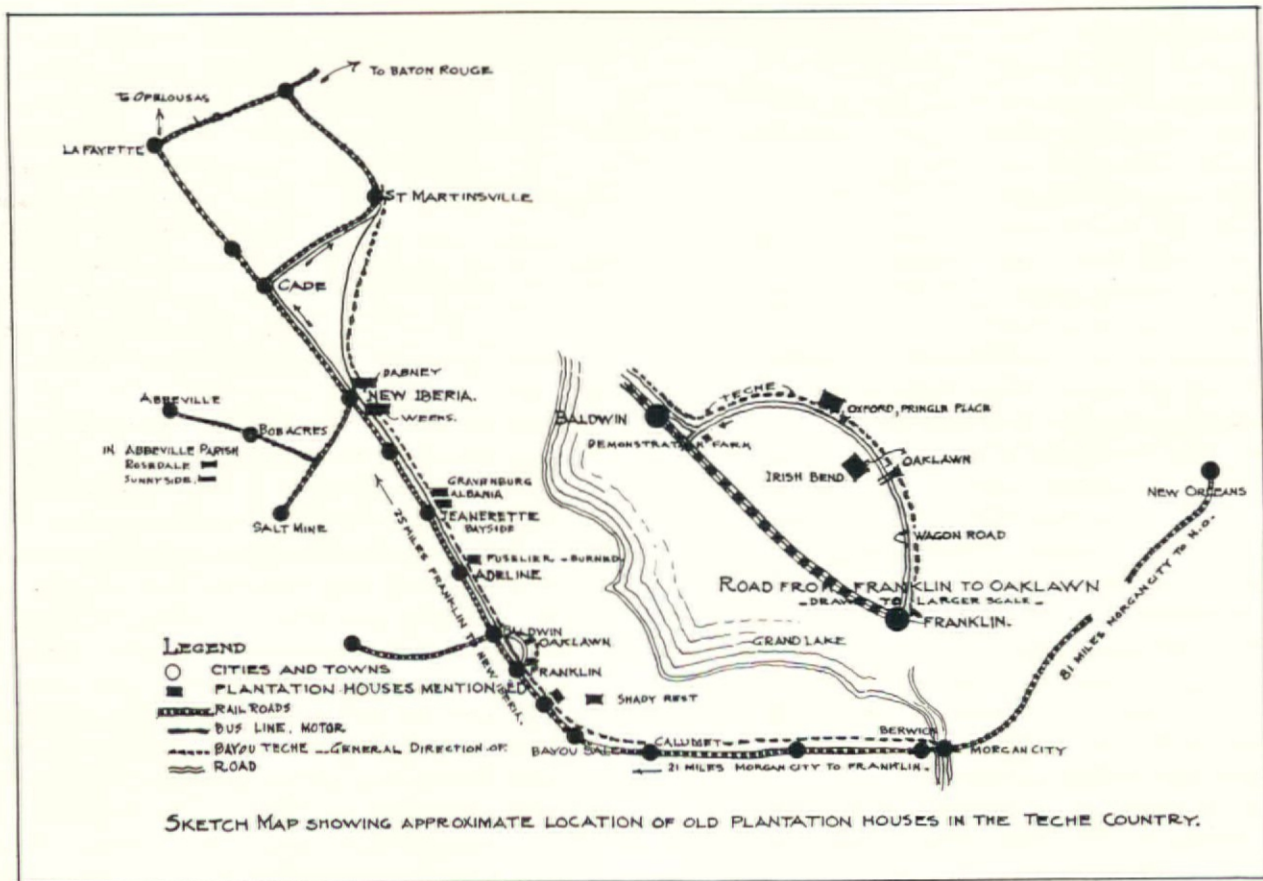 TO BATON ROUGE
TO OPELOUSAS
LAFAYETTE
ST MARTINSVILLE
CADE
DABNEY
NEW IBERIA.
WEEKS.
ABBEVILLE
BOB ACRES
IN ABBEVILLE PARISH
ROSEDALE
SUNNYSIDE.
SALT MINE
GRAVENBURG
ALBANIA
JEANERETTE
BAYSIDE
25 MILES FRANKLIN TO NEW IBERIA.
FUSELIER - BURNED.
ADELINE
BALDWIN
OAKLAWN
FRANKLIN
SHADY REST
BAYOU SALE
CALUMET
BERWICK
MORGAN CITY
21 MILES MORGAN CITY TO FRANKLIN.
BALDWIN
TECHE
OXFORD, PRINGLE PLACE
DEMONSTRATION FARM
IRISH BEND
OAKLAWN
WAGON ROAD
ROAD FROM FRANKLIN TO OAKLAWN
DRAWN TO LARGER SCALE
FRANKLIN.
GRAND LAKE
NEW ORLEANS
81 MILES MORGAN CITY TO N.O.
LEGEND
CITIES AND TOWNS
PLANTATION HOUSES MENTIONED
RAILROADS
BUS LINE, MOTOR
BAYOU TECHE - GENERAL DIRECTION OF.
ROAD
SKETCH MAP SHOWING APPROXIMATE LOCATION OF OLD PLANTATION HOUSES IN THE TECHE COUNTRY.